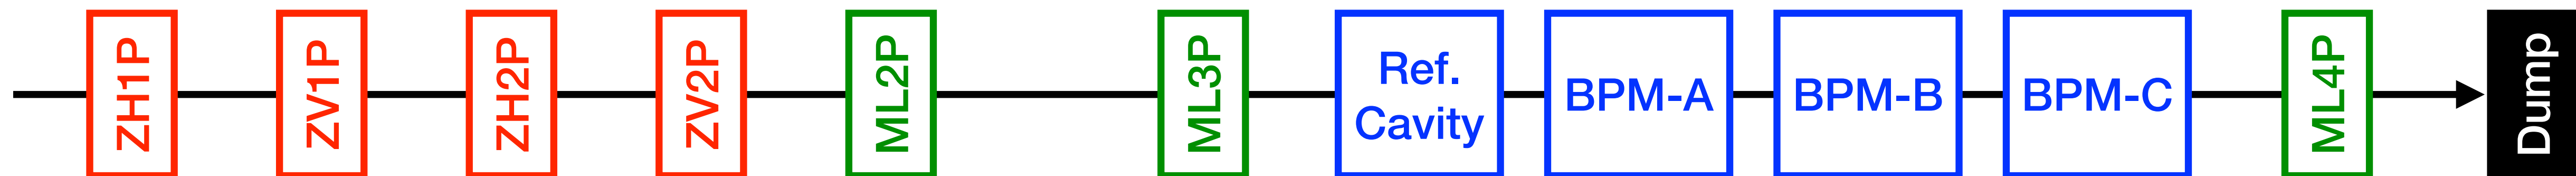 ZH1P
ZV1P
ZH2P
ZV2P
ML2P
ML3P
Ref.
Cavity
BPM-A
BPM-B
BPM-C
ML4P
Dump